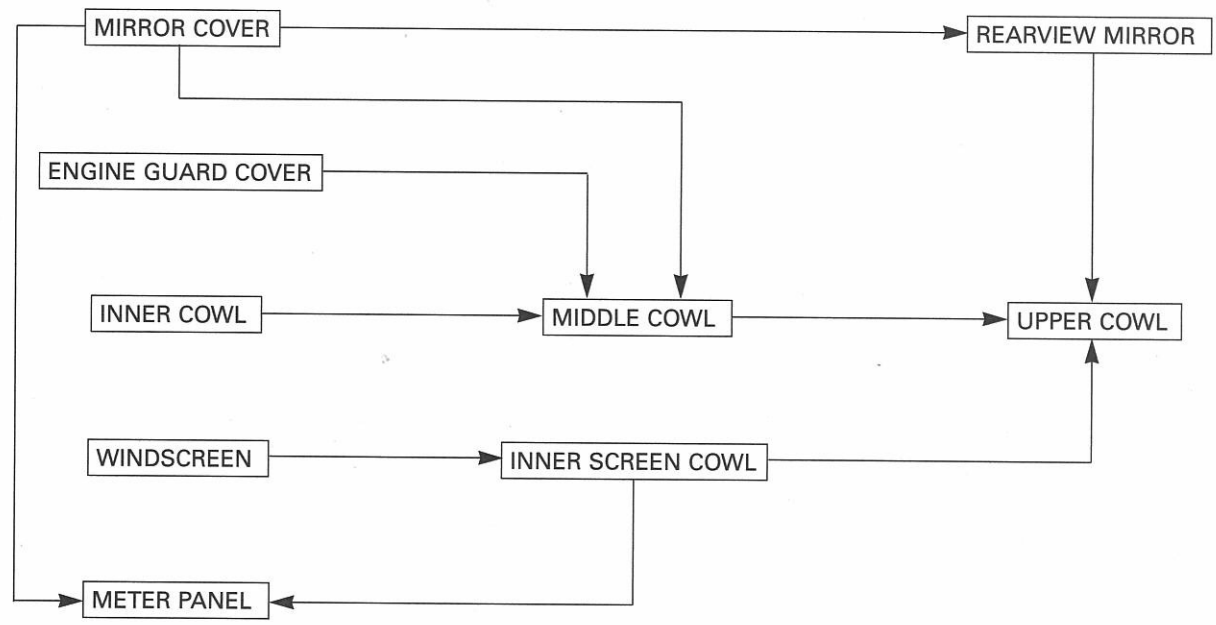 MIRROR COVER
REARVIEW MIRROR
ENGINE GUARD COVER
INNER COWL
MIDDLE COWL
UPPER COWL
WINDSCREEN
INNER SCREEN COWL
METER PANEL